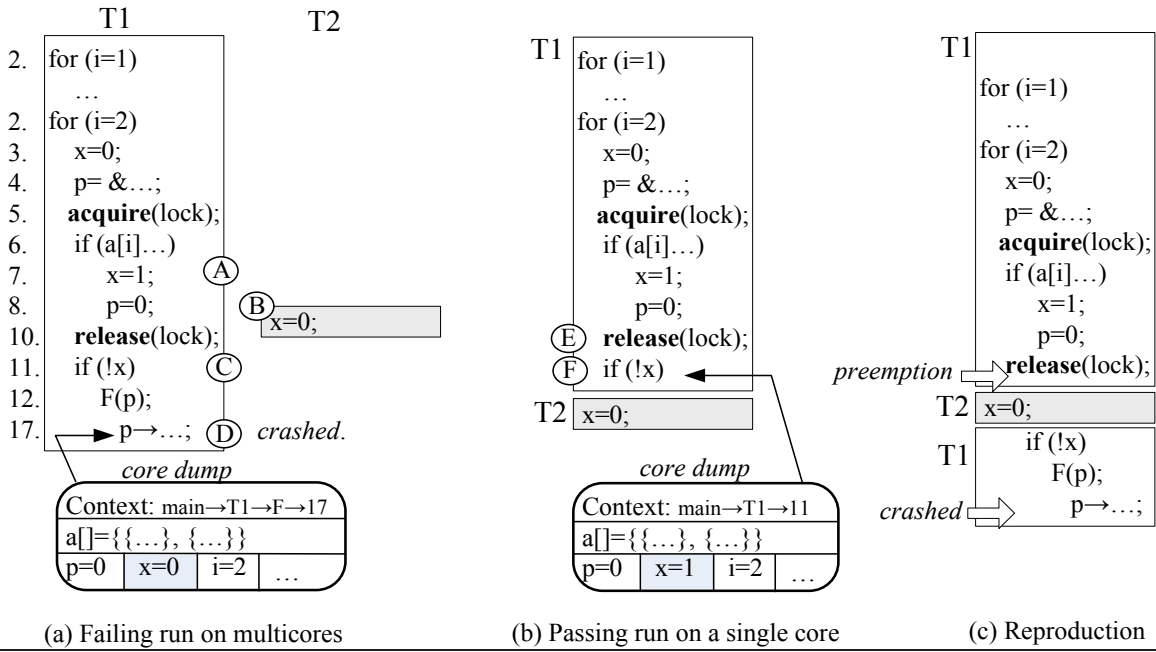 T1
T2
2. for (i=1)
…
2. for (i=2)
3. x=0;
4. p= &…;
5. acquire(lock);
6. if (a[i]…)
7. x=1;
8. p=0;
10. release(lock);
11. if (!x)
12. F(p);
17. p→…;
A
B
x=0;
C
D
crashed.
core dump
Context: main→T1→F→17
a[]={{…}, {…}}
p=0 x=0 i=2 …
(a) Failing run on multicores
T1
for (i=1)
…
for (i=2)
x=0;
p= &…;
acquire(lock);
if (a[i]…)
x=1;
p=0;
E release(lock);
F if (!x)
T2 x=0;
core dump
Context: main→T1→11
a[]={{…}, {…}}
p=0 x=1 i=2 …
(b) Passing run on a single core
T1
for (i=1)
…
for (i=2)
x=0;
p= &…;
acquire(lock);
if (a[i]…)
x=1;
p=0;
release(lock);
preemption
T2 x=0;
T1
if (!x)
F(p);
crashed p→…;
(c) Reproduction